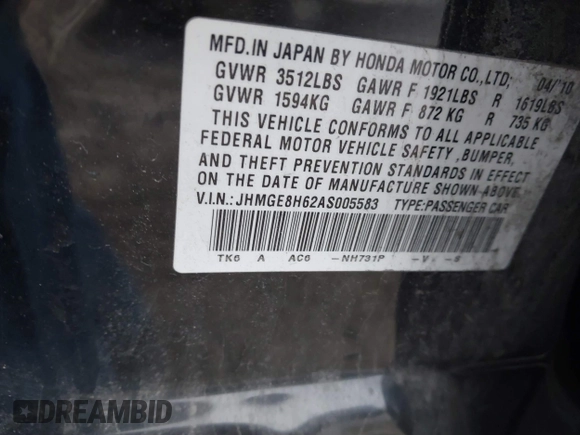 MFD.IN JAPAN BY HONDA MOTOR CO.,LTD; 04/'10
GVWR 3512LBS GAWR F 1921LBS R 1619LBS
GVWR 1594KG GAWR F 872 KG R 735 KG
THIS VEHICLE CONFORMS TO ALL APPLICABLE
FEDERAL MOTOR VEHICLE SAFETY ,BUMPER,
AND THEFT PREVENTION STANDARDS IN EFFECT
ON THE DATE OF MANUFACTURE SHOWN ABOVE.
V.I.N.: JHMGE8H62AS005583 TYPE:PASSENGER CAR
TK6 A AC6 -NH731P -V -S
DREAMBID